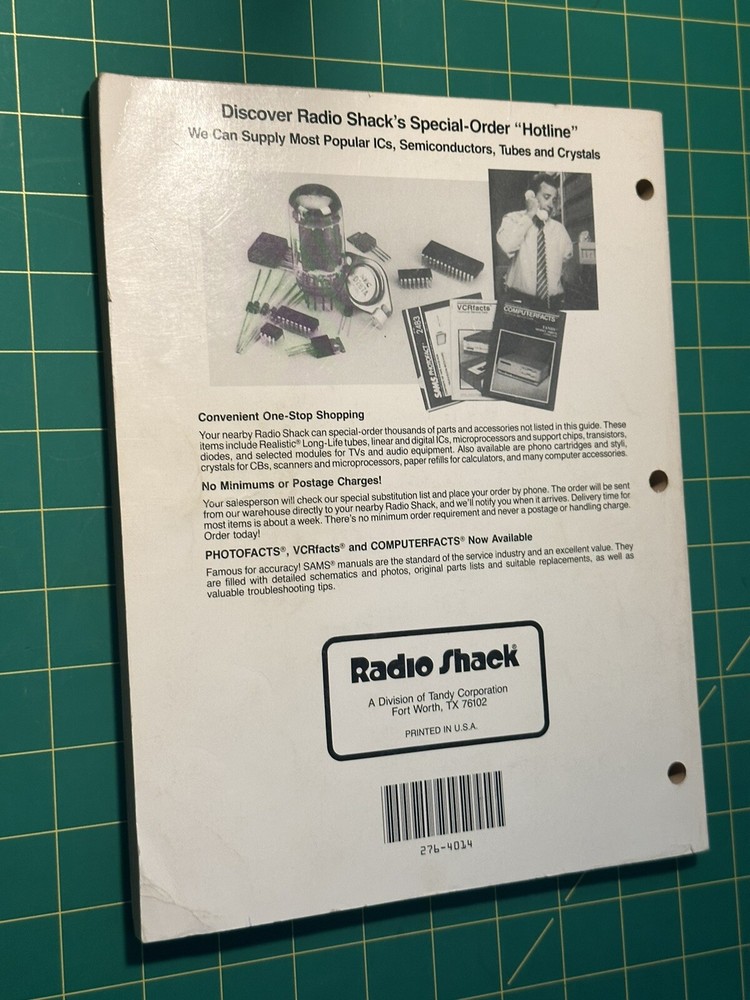 Discover Radio Shack's Special-Order "Hotline"
We Can Supply Most Popular ICs, Semiconductors, Tubes and Crystals
2483
SAMS PHOTOFACT
VCRfacts
COMPUTERFACTS
Convenient One-Stop Shopping
Your nearby Radio Shack can special-order thousands of parts and accessories not listed in this guide. These
items include Realistic® Long-Life tubes, linear and digital ICs, microprocessors and support chips, transistors,
diodes, and selected modules for TVs and audio equipment. Also available are phono cartridges and styli,
crystals for CBs, scanners and microprocessors, paper refills for calculators, and many computer accessories.
No Minimums or Postage Charges!
Your salesperson will check our special substitution list and place your order by phone. The order will be sent
from our warehouse directly to your nearby Radio Shack, and we'll notify you when it arrives. Delivery time for
most items is about a week. There's no minimum order requirement and never a postage or handling charge.
Order today!
PHOTOFACTS®, VCRfacts® and COMPUTERFACTS® Now Available
Famous for accuracy! SAMS® manuals are the standard of the service industry and an excellent value. They
are filled with detailed schematics and photos, original parts lists and suitable replacements, as well as
valuable troubleshooting tips.
Radio Shack®
A Division of Tandy Corporation
Fort Worth, TX 76102
PRINTED IN U.S.A.
276-4014